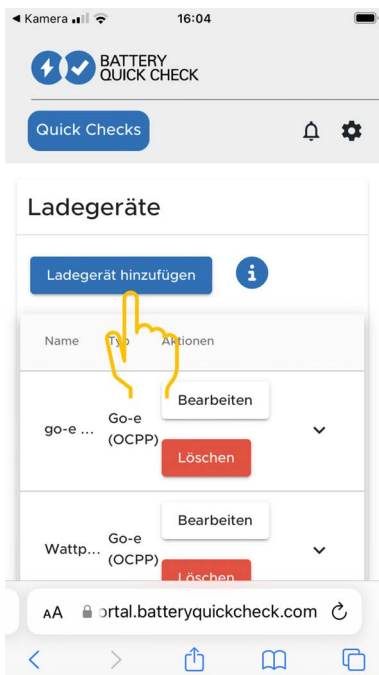 Kamera 16:04
BATTERY
QUICK CHECK
Quick Checks
Ladegeräte
Ladegerät hinzufügen i
Name Typ Aktionen
Bearbeiten
go-e ... Go-e
(OCPP)
Löschen
Bearbeiten
Wattp... Go-e
(OCPP)
Löschen
AA ortal.batteryquickcheck.com